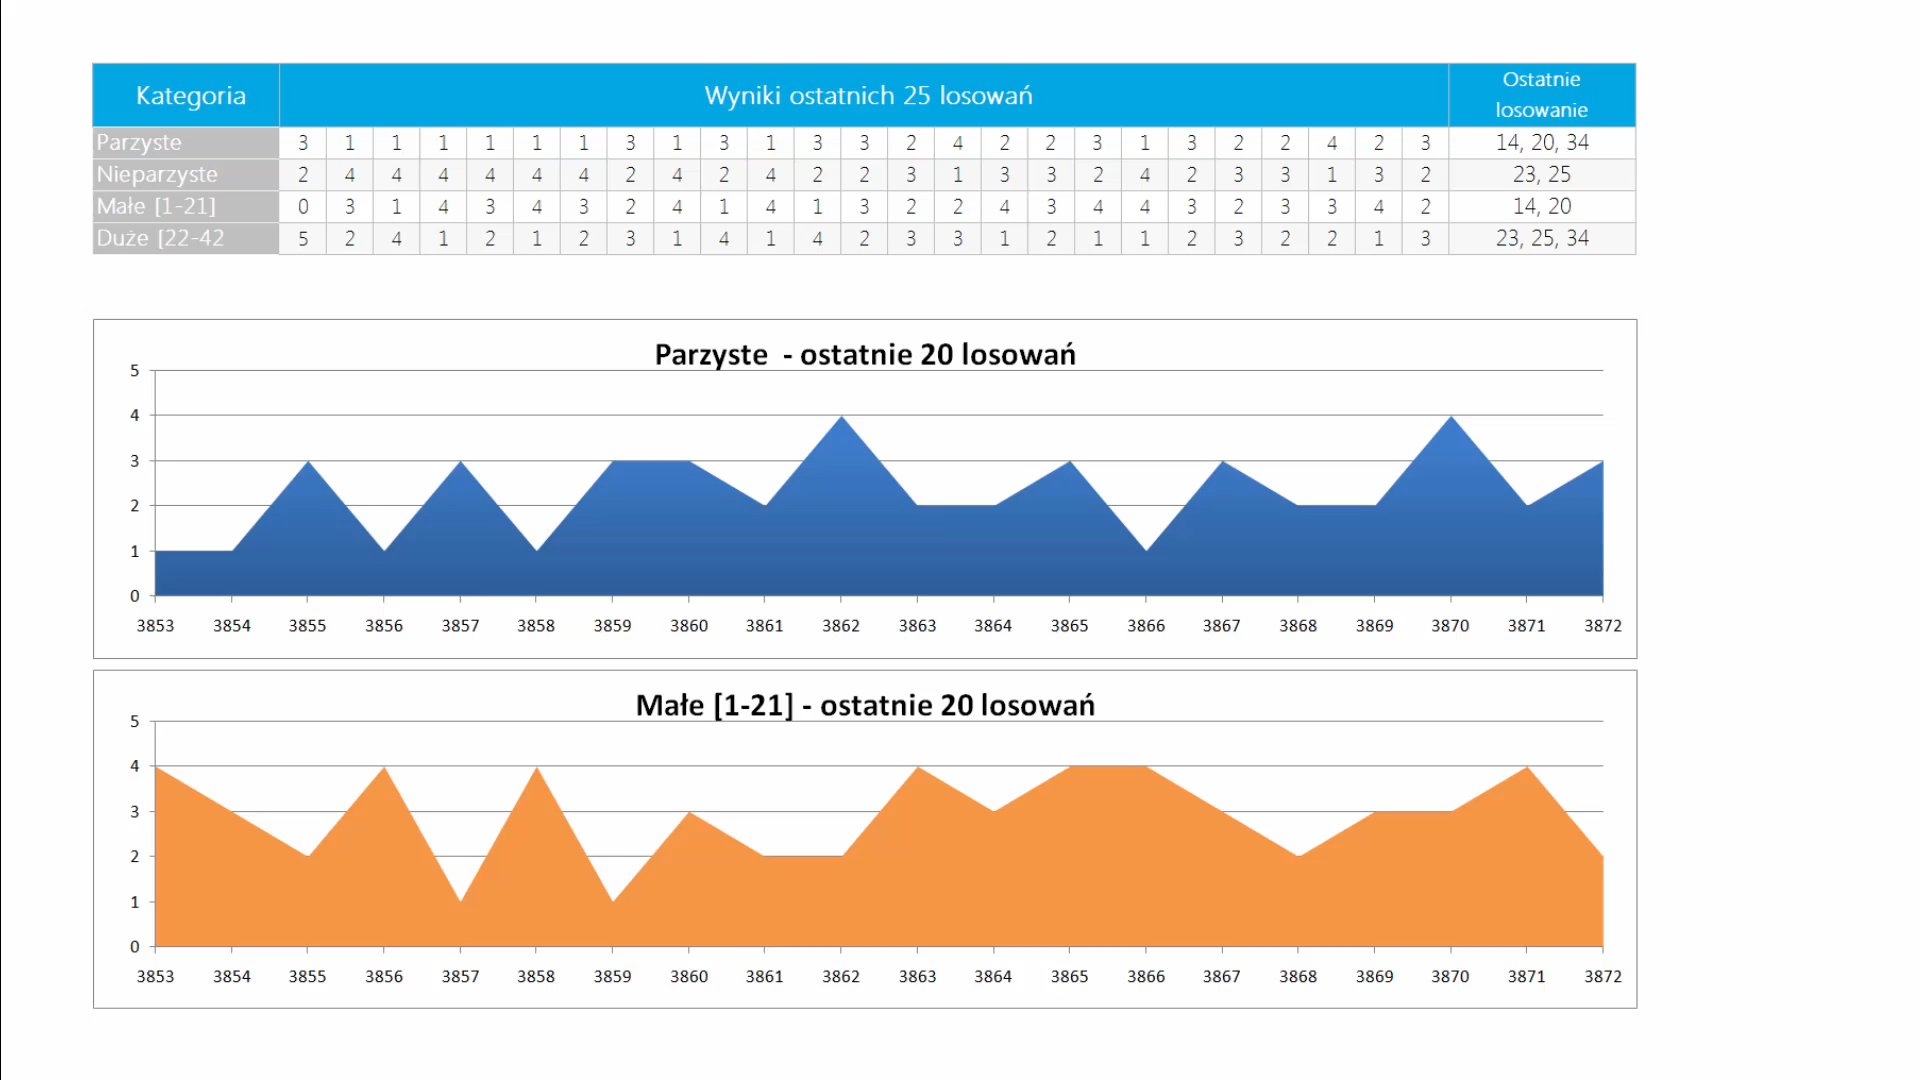 Kategoria Wyniki ostatnich 25 losowań Ostatnie
losowanie
Parzyste 3 1 1 1 1 1 1 3 1 3 1 3 3 2 4 2 2 3 1 3 2 2 4 2 3 14, 20, 34
Nieparzyste 2 4 4 4 4 4 4 2 4 2 4 2 2 3 1 3 3 2 4 2 3 3 1 3 2 23, 25
Małe [1-21] 0 3 1 4 3 4 3 2 4 1 4 1 3 2 2 4 3 4 4 3 2 3 3 4 2 14, 20
Duże [22-42 5 2 4 1 2 1 2 3 1 4 1 4 2 3 3 1 2 1 1 2 3 2 2 1 3 23, 25, 34
Parzyste - ostatnie 20 losowań
5
4
3
2
1
0
3853 3854 3855 3856 3857 3858 3859 3860 3861 3862 3863 3864 3865 3866 3867 3868 3869 3870 3871 3872
Małe [1-21] - ostatnie 20 losowań
5
4
3
2
1
0
3853 3854 3855 3856 3857 3858 3859 3860 3861 3862 3863 3864 3865 3866 3867 3868 3869 3870 3871 3872